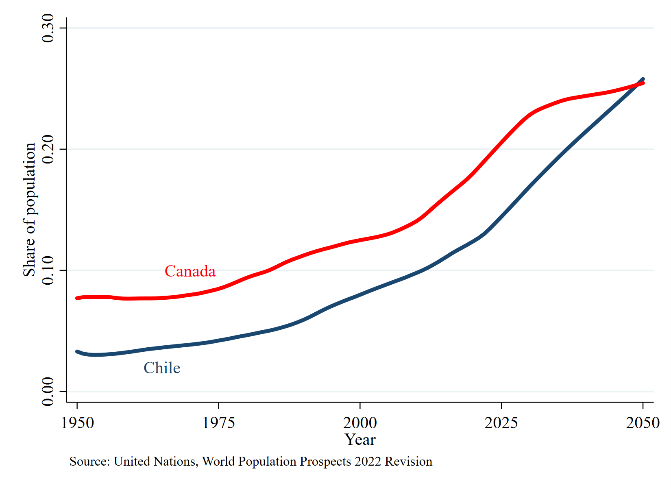 0.30
0.20
0.10
0.00
Share of population
Canada
Chile
1950 1975 2000 2025 2050
Year
Source: United Nations, World Population Prospects 2022 Revision